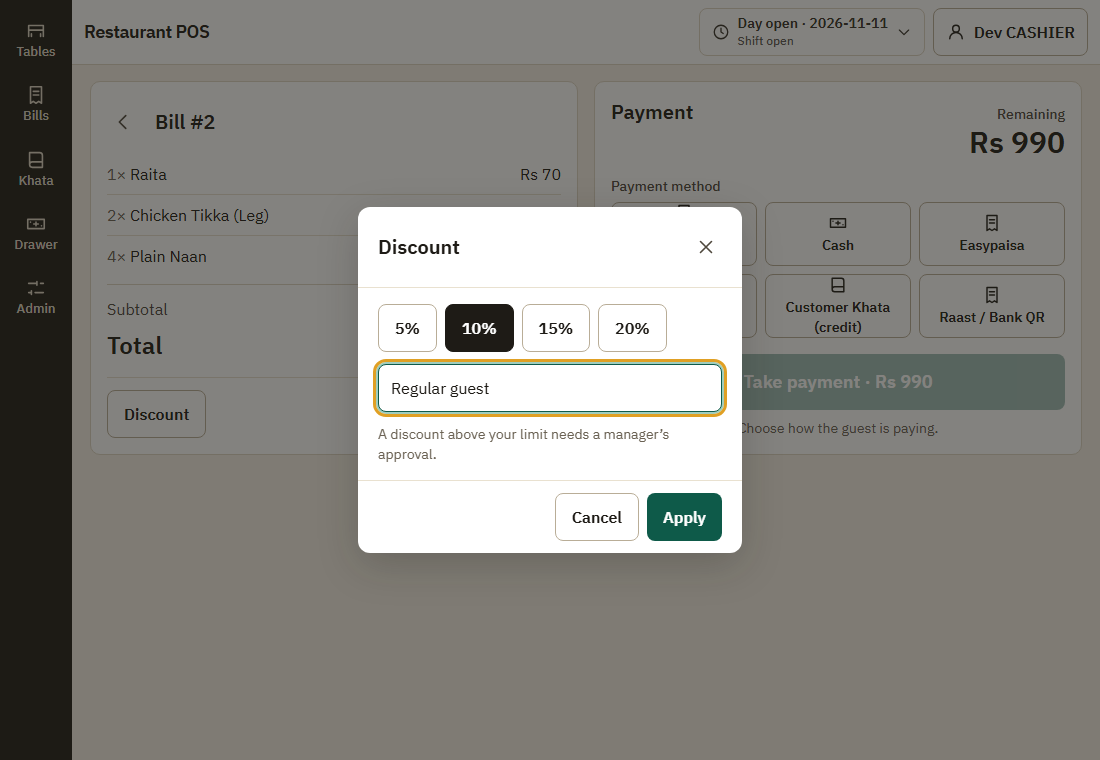 Restaurant POS
Day open · 2026-11-11
Shift open
Dev CASHIER
Tables
Bills
Khata
Drawer
Admin
Bill #2
1× Raita Rs 70
2× Chicken Tikka (Leg)
4× Plain Naan
Subtotal
Total
Discount
Payment
Remaining
Rs 990
Payment method
Cash
Easypaisa
Customer Khata
(credit)
Raast / Bank QR
Take payment · Rs 990
Choose how the guest is paying.
Discount
5%
10%
15%
20%
Regular guest
A discount above your limit needs a manager’s
approval.
Cancel
Apply